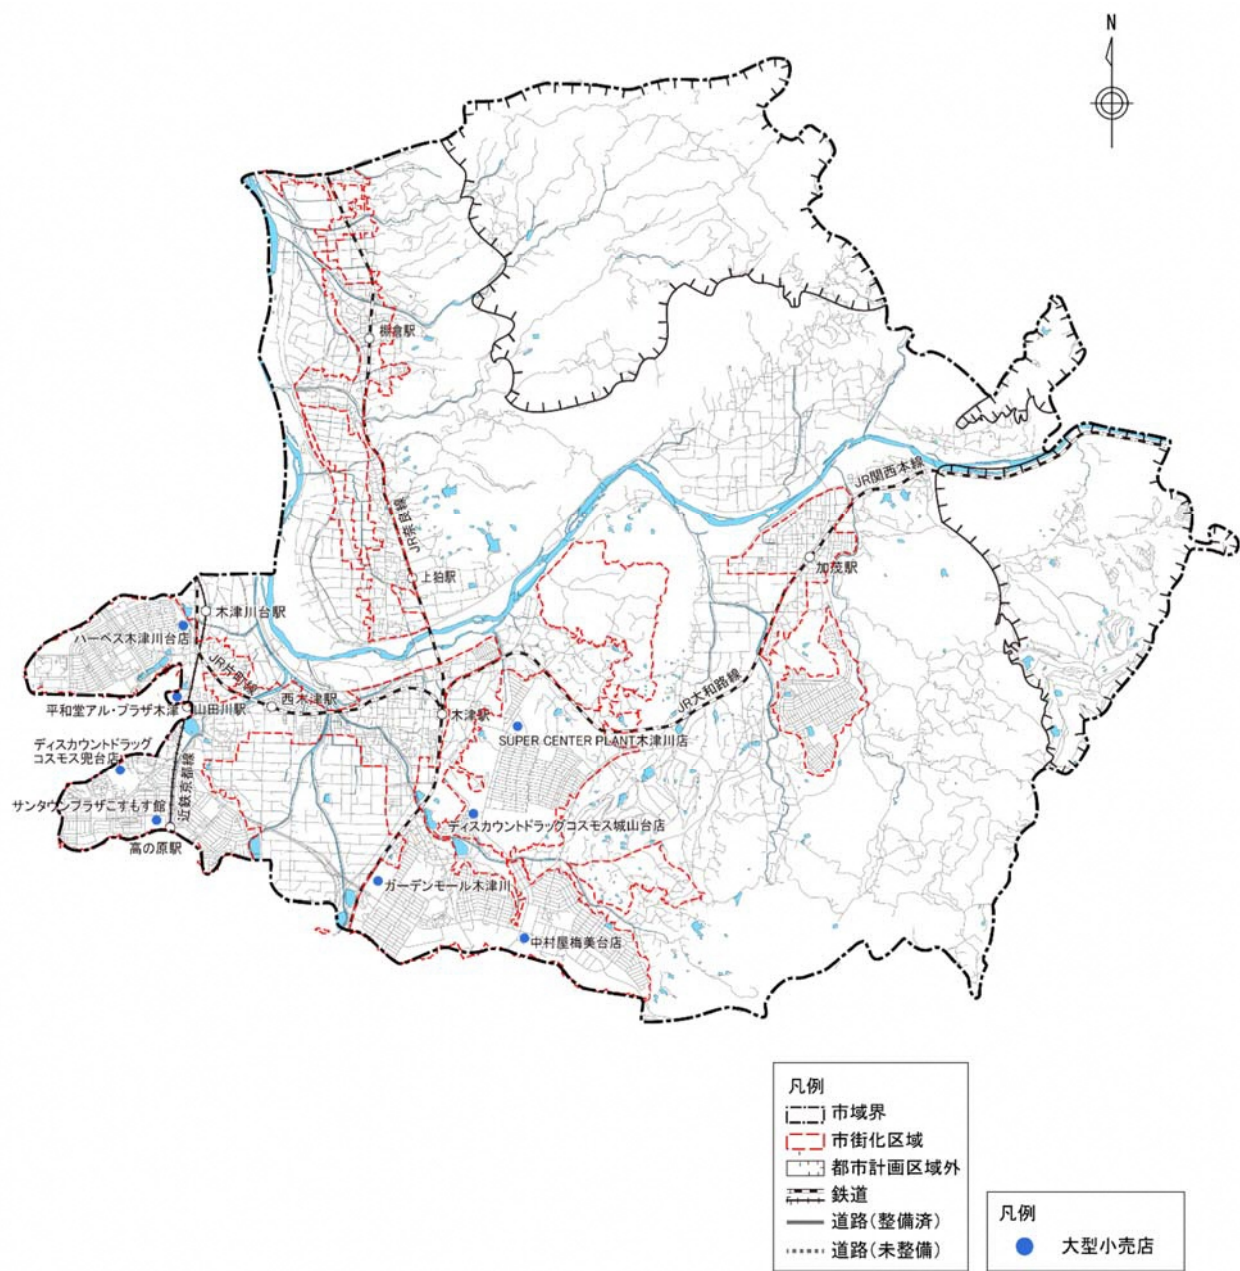 N
棚倉駅
JR関西本線
JR奈良線
加茂駅
上狛駅
木津川台駅
ハーベス木津川台店
JR片町線
西木津駅
JR大和路線
平和堂アル・プラザ木津
山田川駅
木津駅
SUPER CENTER PLANT木津川店
ディスカウントドラッグ
コスモス兜台店
近鉄京都線
サンタウンプラザこすもす館
ディスカウントドラッグコスモス城山台店
高の原駅
ガーデンモール木津川
中村屋梅美台店
凡例
市域界
市街化区域
都市計画区域外
鉄道
道路(整備済)
道路(未整備)
凡例
大型小売店